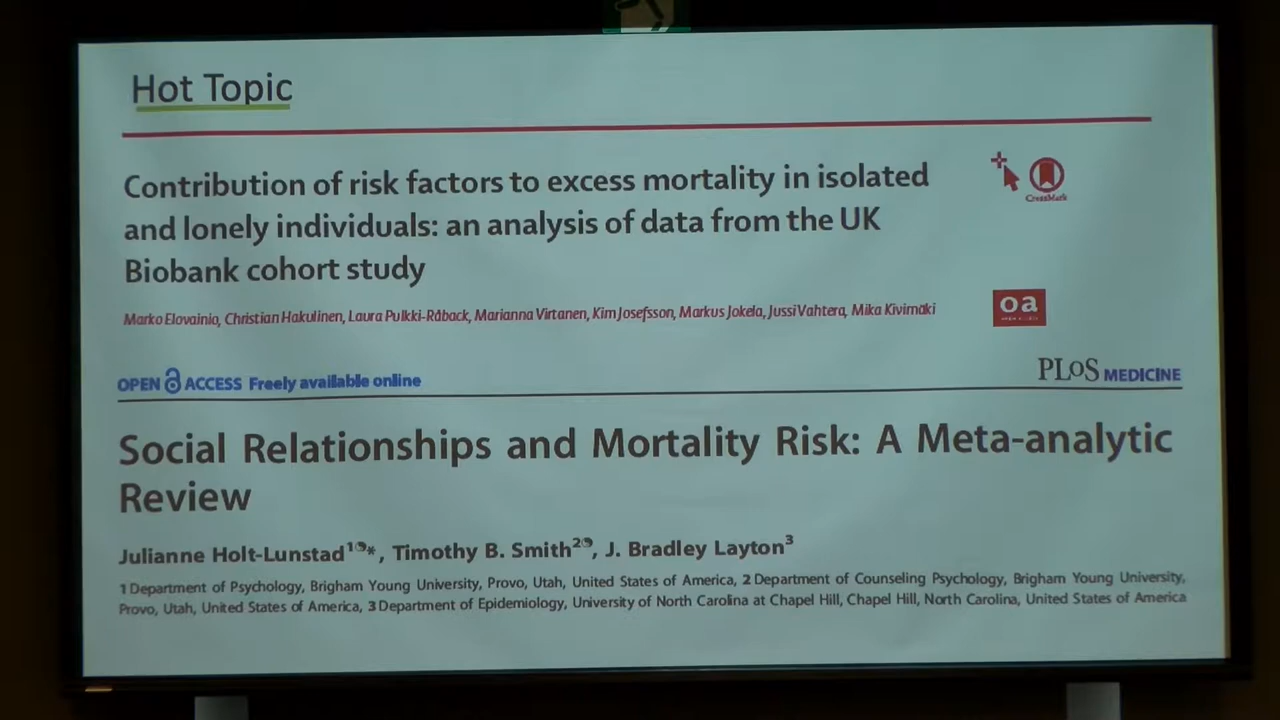 Hot Topic
Contribution of risk factors to excess mortality in isolated
and lonely individuals: an analysis of data from the UK
Biobank cohort study
CrossMark
Marko Elovainio, Christian Hakulinen, Laura Pulkki-Råback, Marianna Virtanen, Kim Josefsson, Markus Jokela, Jussi Vahtera, Mika Kivimäki
oa
OPEN ACCESS Freely available online
PLoS MEDICINE
Social Relationships and Mortality Risk: A Meta-analytic
Review
Julianne Holt-Lunstad1*, Timothy B. Smith2, J. Bradley Layton3
1 Department of Psychology, Brigham Young University, Provo, Utah, United States of America, 2 Department of Counseling Psychology, Brigham Young University,
Provo, Utah, United States of America, 3 Department of Epidemiology, University of North Carolina at Chapel Hill, Chapel Hill, North Carolina, United States of America